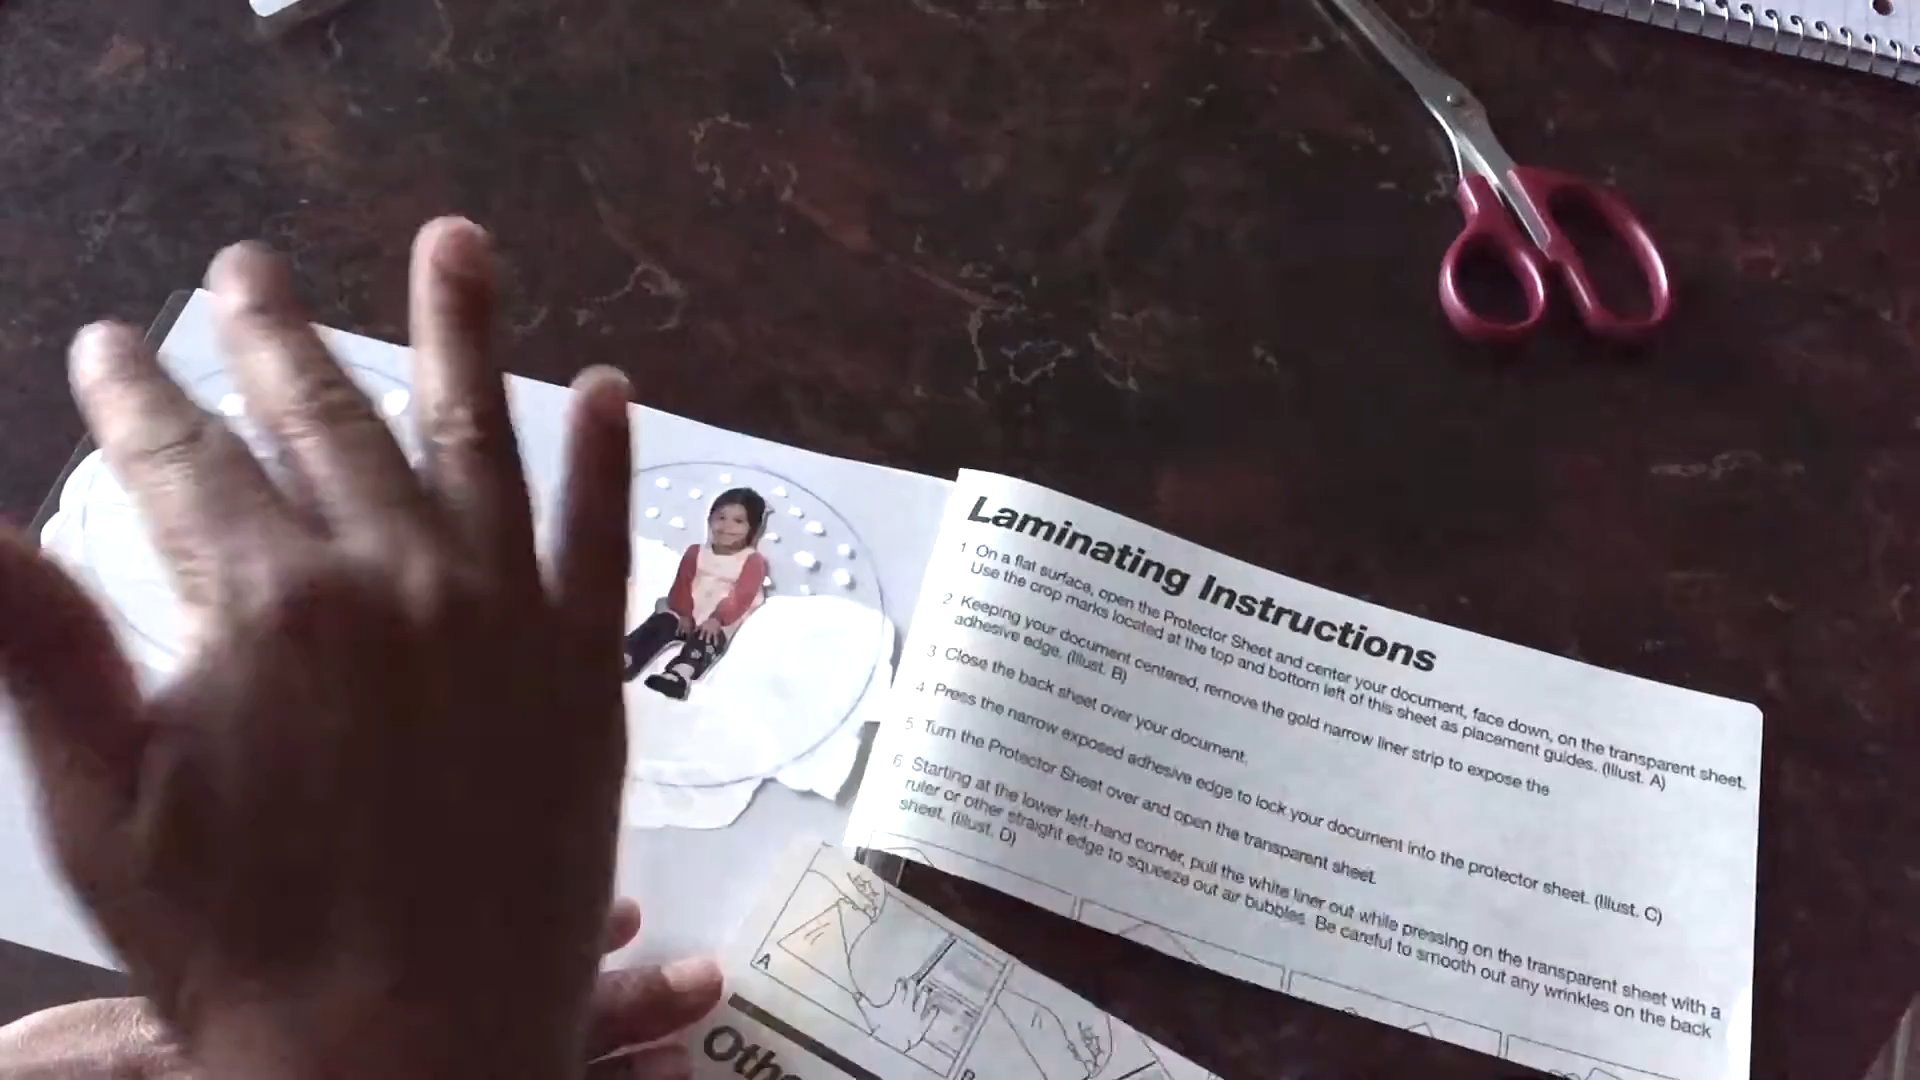 Laminating Instructions
1 On a flat surface, open the Protector Sheet and center your document, face down, on the transparent sheet.
Use the crop marks located at the top and bottom left of this sheet as placement guides. (Illust. A)
2 Keeping your document centered, remove the gold narrow liner strip to expose the
adhesive edge. (Illust. B)
3 Close the back sheet over your document.
4 Press the narrow exposed adhesive edge to lock your document into the protector sheet. (Illust. C)
5 Turn the Protector Sheet over and open the transparent sheet.
6 Starting at the lower left-hand corner, pull the white liner out while pressing on the transparent sheet with a
ruler or other straight edge to squeeze out air bubbles. Be careful to smooth out any wrinkles on the back
sheet. (Illust. D)
A
B